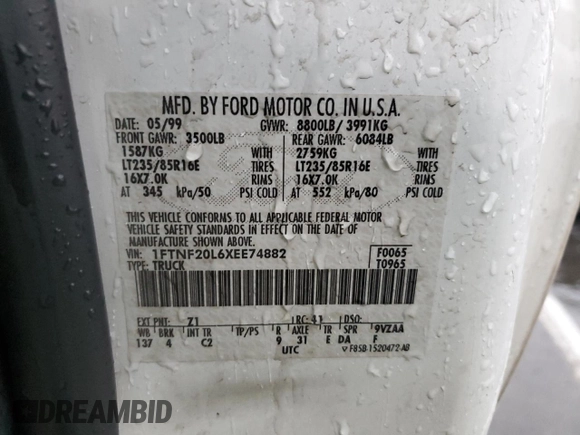 MFD. BY FORD MOTOR CO. IN U.S.A.
DATE: 05/99 GVWR: 8800LB/ 3991KG
FRONT GAWR: 3500LB REAR GAWR: 6084LB
1587KG WITH 2759KG WITH
LT235/85R16E TIRES LT235/85R16E TIRES
16X7.0K RIMS 16X7.0K RIMS
AT 345 kPa/50 PSI COLD AT 552 kPa/80 PSI COLD
THIS VEHICLE CONFORMS TO ALL APPLICABLE FEDERAL MOTOR
VEHICLE SAFETY STANDARDS IN EFFECT ON THE DATE OF
MANUFACTURE SHOWN ABOVE.
VIN: 1FTNF20L6XEE74882 F0065
TYPE: TRUCK T0965
EXT PNT: Z1 RC: 41 DSO:
WB BRK INT TR TP/PS R AXLE TR SPR 9VZAA
137 4 C2 9 31 E DA F
UTC F85B-1520472-AB
DREAMBID